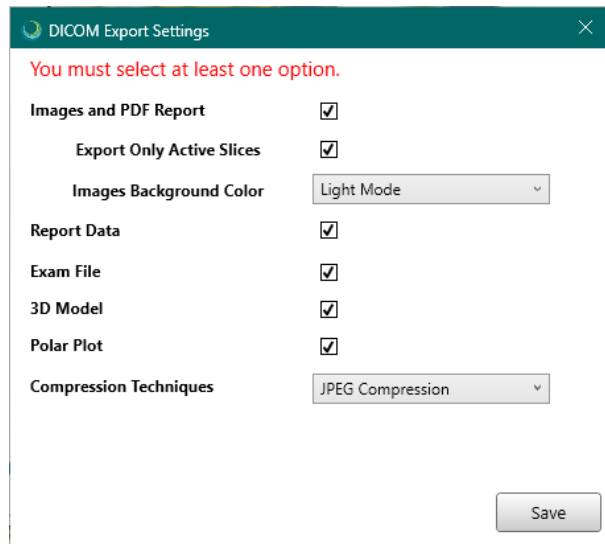 DICOM Export Settings
You must select at least one option.
Images and PDF Report
Export Only Active Slices
Images Background Color Light Mode
Report Data
Exam File
3D Model
Polar Plot
Compression Techniques JPEG Compression
Save